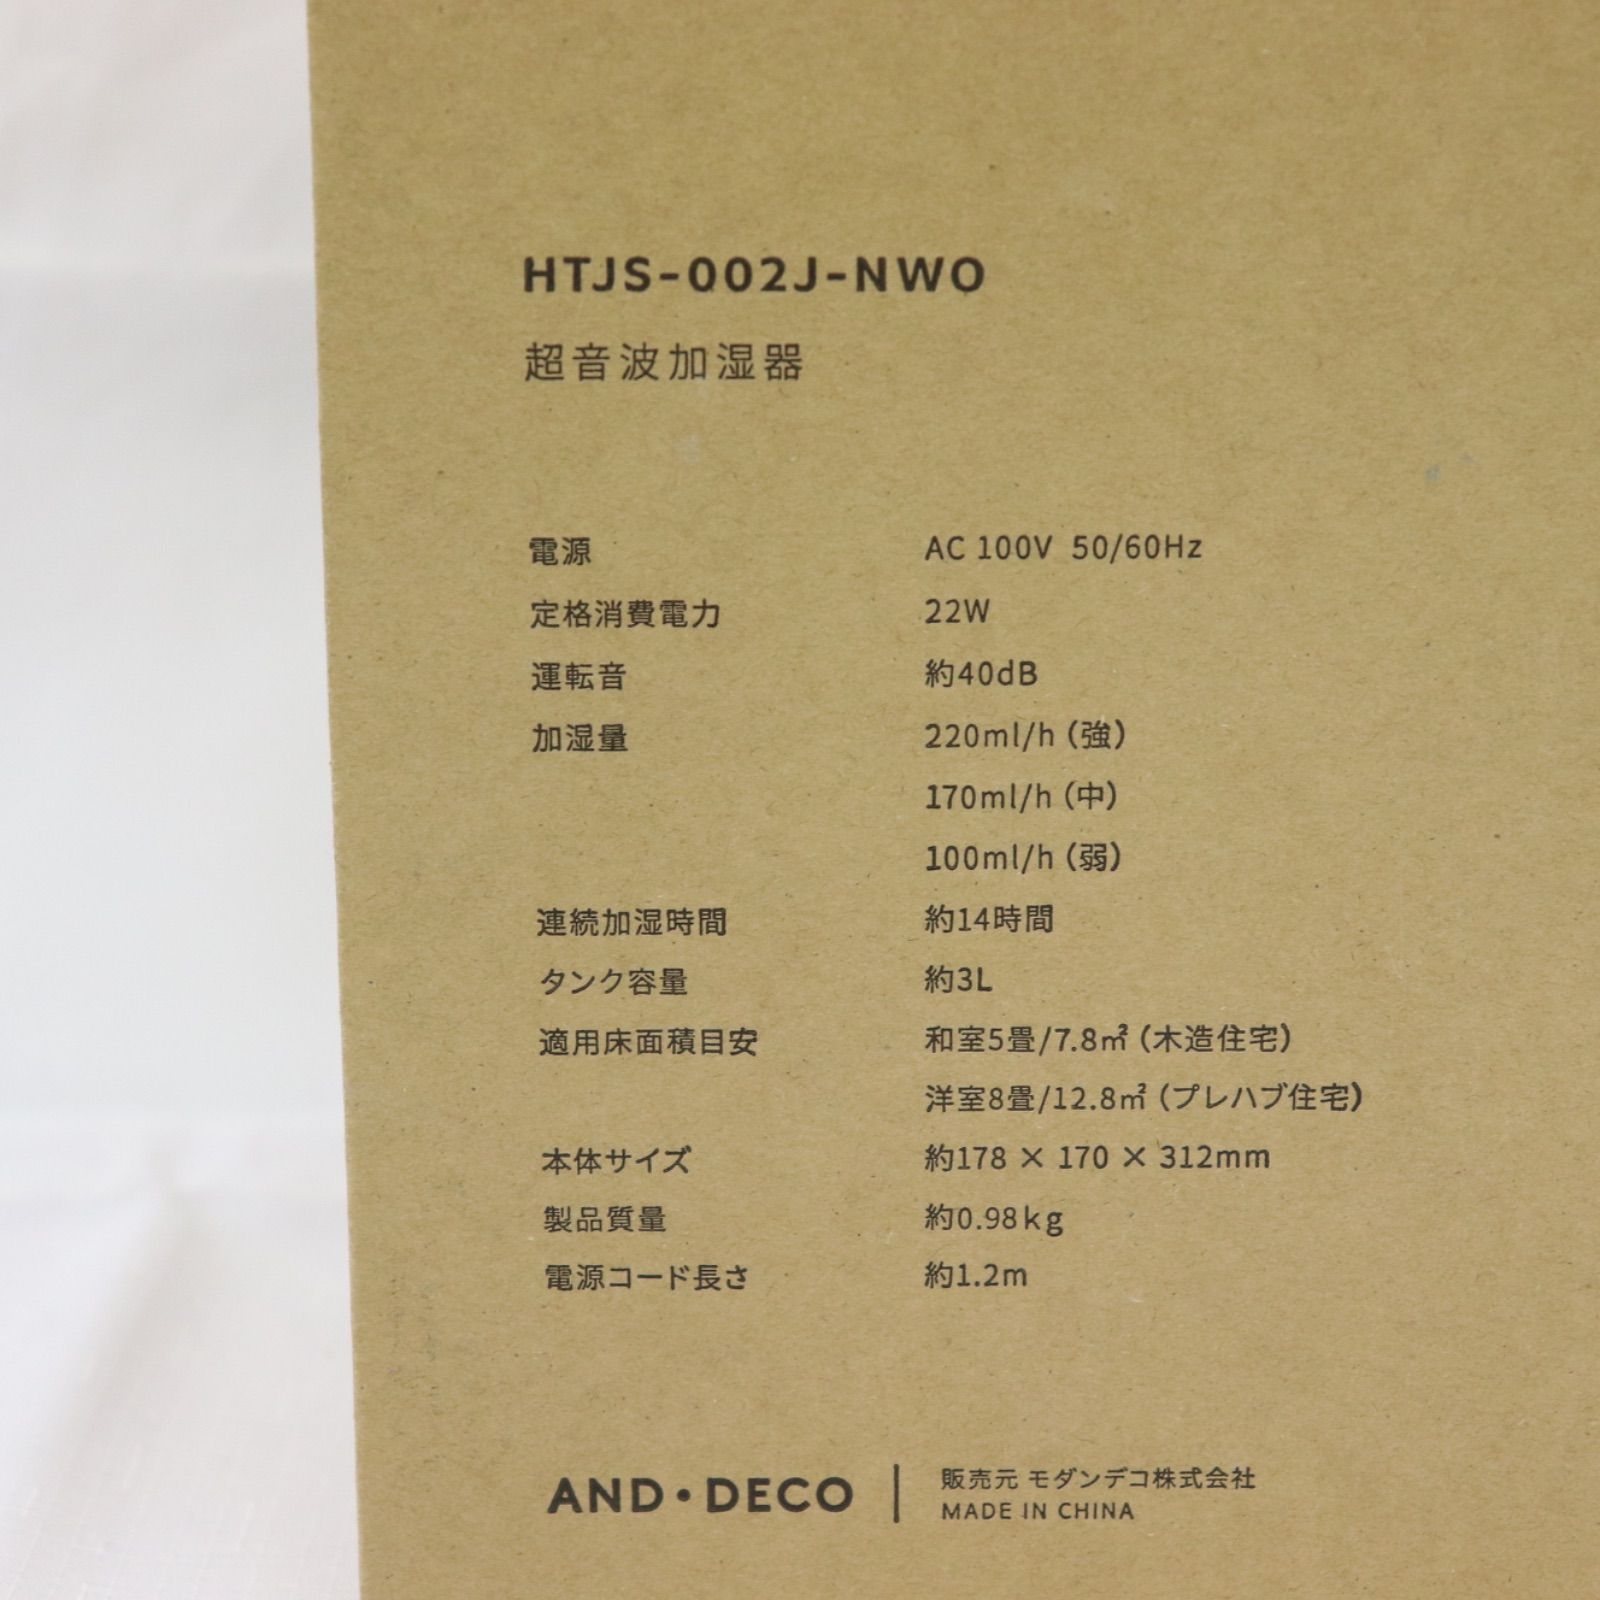 HTJS-002J-NWO
超音波加湿器
電源 AC 100V 50/60Hz
定格消費電力 22W
運転音 約40dB
加湿量 220ml/h（強）
170ml/h（中）
100ml/h（弱）
連続加湿時間 約14時間
タンク容量 約3L
適用床面積目安 和室5畳/7.8㎡（木造住宅）
洋室8畳/12.8㎡（プレハブ住宅）
本体サイズ 約178 × 170 × 312mm
製品質量 約0.98kg
電源コード長さ 約1.2m
AND・DECO | 販売元 モダンデコ株式会社
MADE IN CHINA